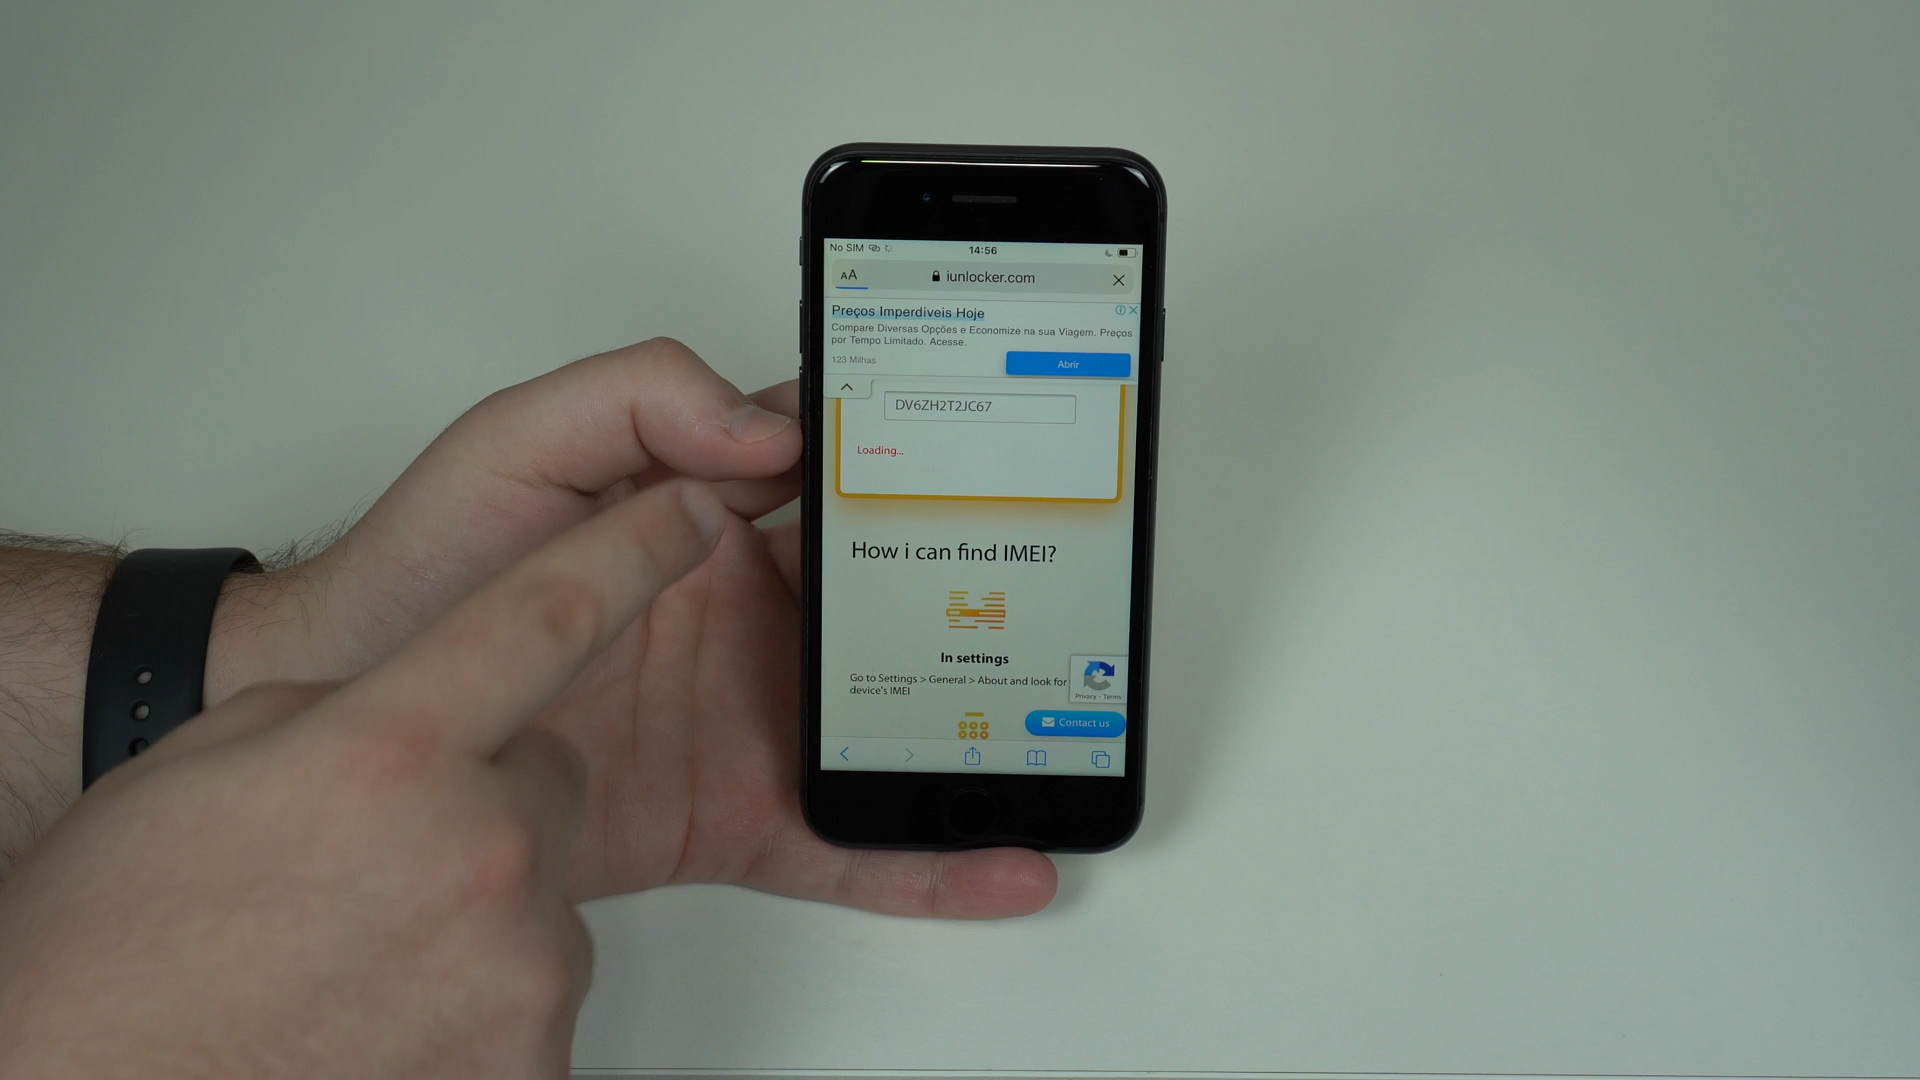 No SIM
14:56
AA
iunlocker.com
Preços Imperdíveis Hoje
Compare Diversas Opções e Economize na sua Viagem. Preços
por Tempo Limitado. Acesse.
123 Milhas
Abrir
DV6ZH2T2JC67
Loading...
How i can find IMEI?
In settings
Go to Settings > General > About and look for
device's IMEI
Privacy - Terms
Contact us